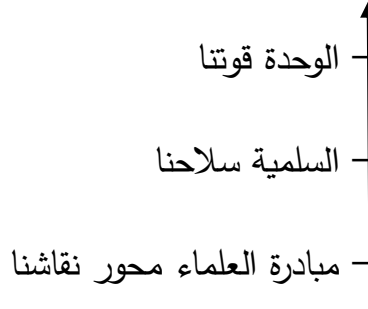 الوحدة قوتنا
السلمية سلاحنا
مبادرة العلماء محور نقاشنا